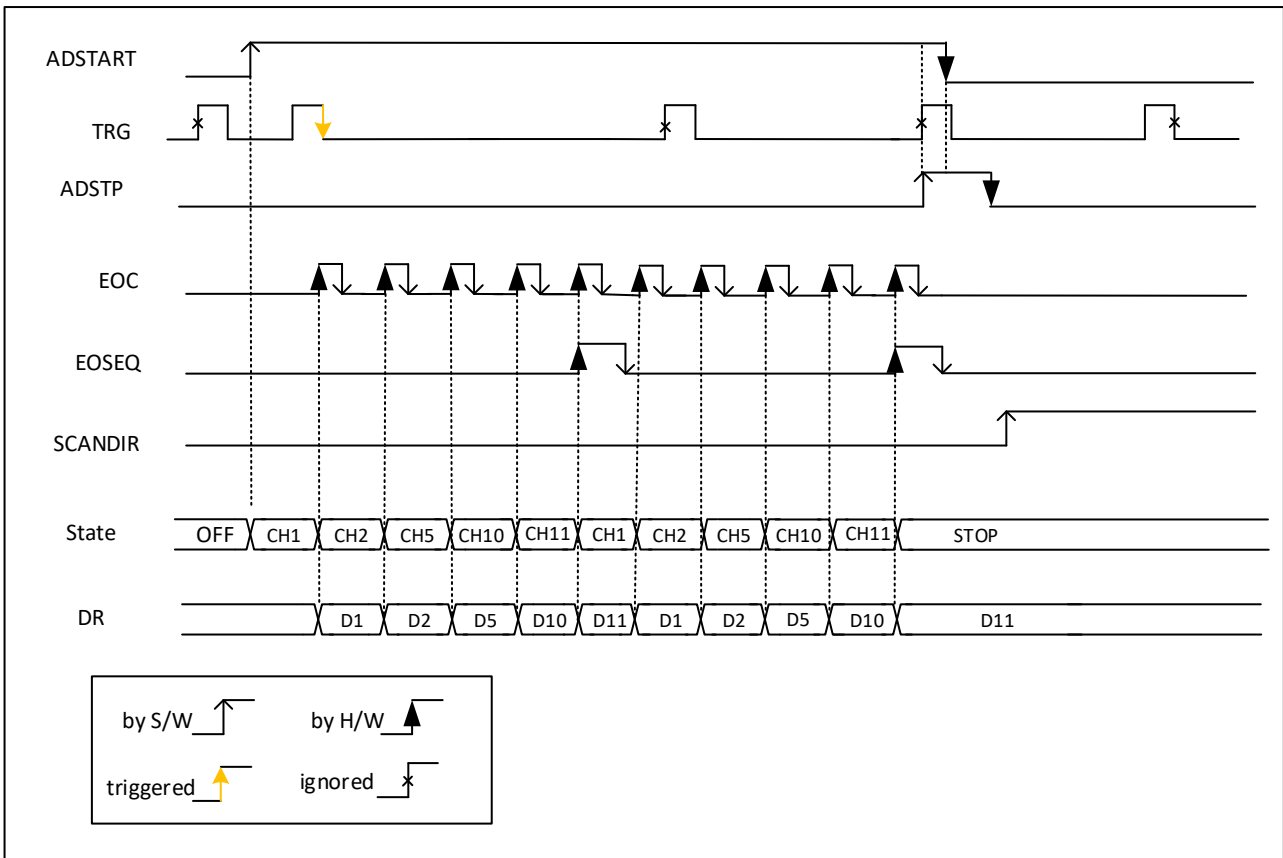 ADSTART
TRG
ADSTP
EOC
EOSEQ
SCANDIR
State OFF CH1 CH2 CH5 CH10 CH11 CH1 CH2 CH5 CH10 CH11 STOP
DR D1 D2 D5 D10 D11 D1 D2 D5 D10 D11
by S/W by H/W
triggered ignored